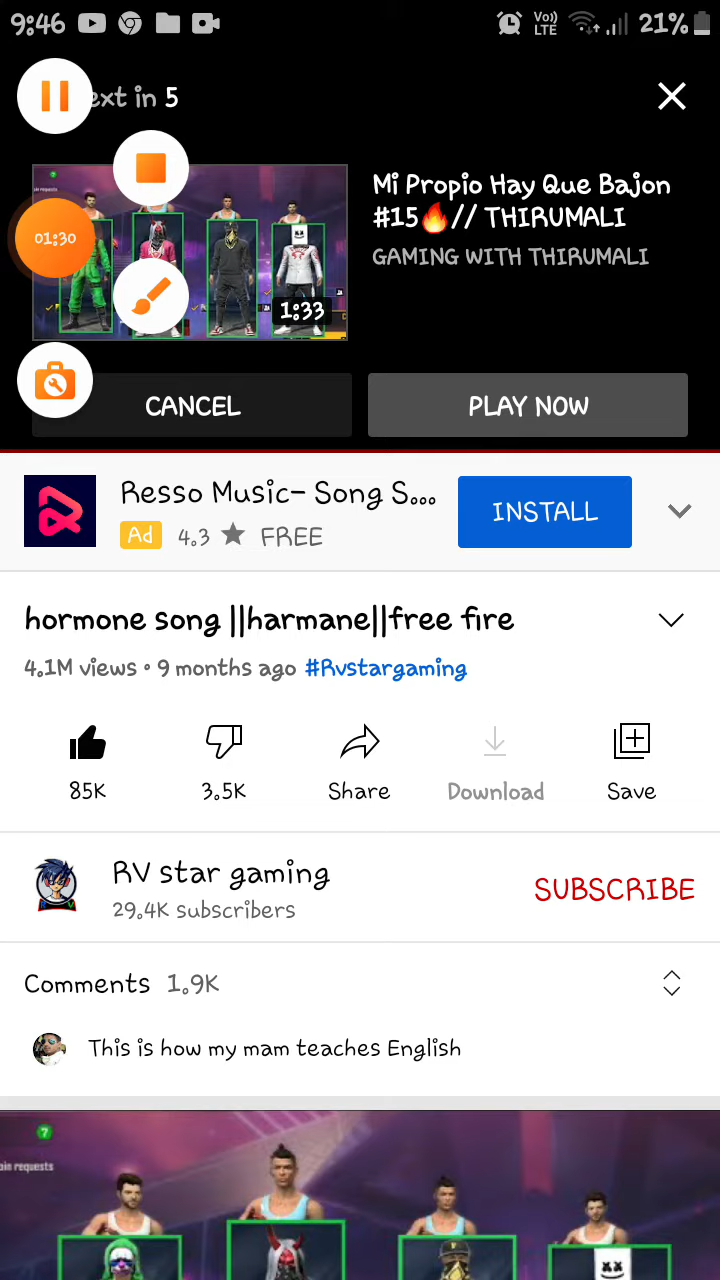 9:46
Vo) LTE
21%
ext in 5
Mi Propio Hay Que Bajon
#15🔥// THIRUMALI
GAMING WITH THIRUMALI
01:30
1:33
CANCEL
PLAY NOW
Resso Music- Song S...
Ad 4.3 ★ FREE
INSTALL
hormone song ||harmane||free fire
4.1M views • 9 months ago #Rvstargaming
85K
3.5K
Share
Download
Save
RV star gaming
29.4K subscribers
SUBSCRIBE
Comments 1.9K
This is how my mam teaches English
?
ain requests